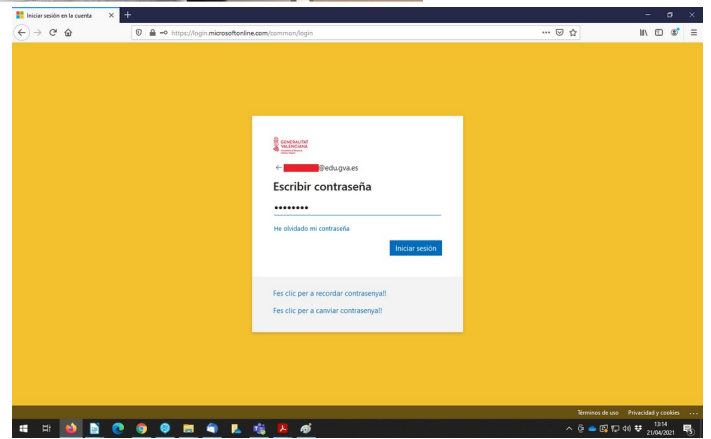 Iniciar sesión en la cuenta
https://login.microsoftonline.com/common/login
GENERALITAT
VALENCIANA
@edu.gva.es
Escribir contraseña
He olvidado mi contraseña
Iniciar sesión
Fes clic per a recordar contrasenya!!
Fes clic per a canviar contrasenya!!
Términos de uso Privacidad y cookies ...
13:14
21/04/2021